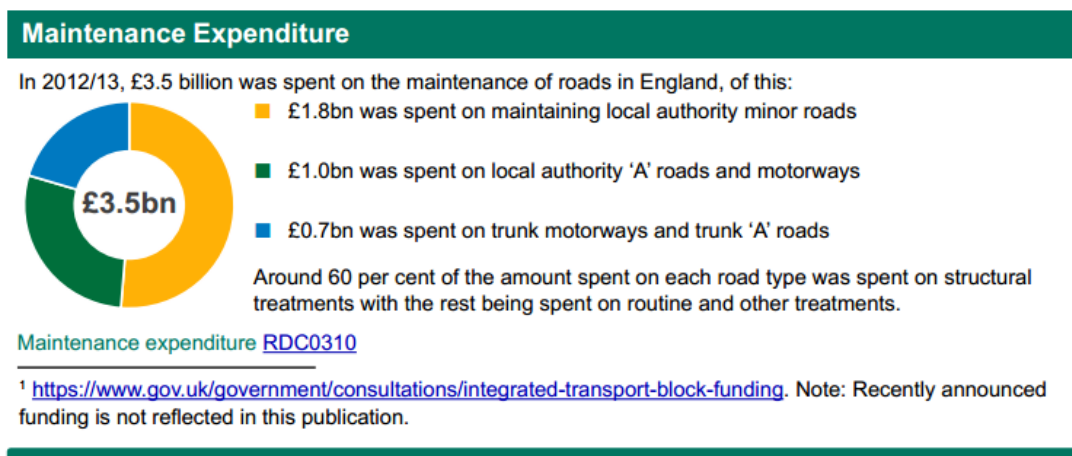 Maintenance Expenditure
In 2012/13, £3.5 billion was spent on the maintenance of roads in England, of this:
£1.8bn was spent on maintaining local authority minor roads
£1.0bn was spent on local authority ‘A’ roads and motorways
£3.5bn
£0.7bn was spent on trunk motorways and trunk ‘A’ roads
Around 60 per cent of the amount spent on each road type was spent on structural
treatments with the rest being spent on routine and other treatments.
Maintenance expenditure RDC0310
¹ https://www.gov.uk/government/consultations/integrated-transport-block-funding. Note: Recently announced
funding is not reflected in this publication.